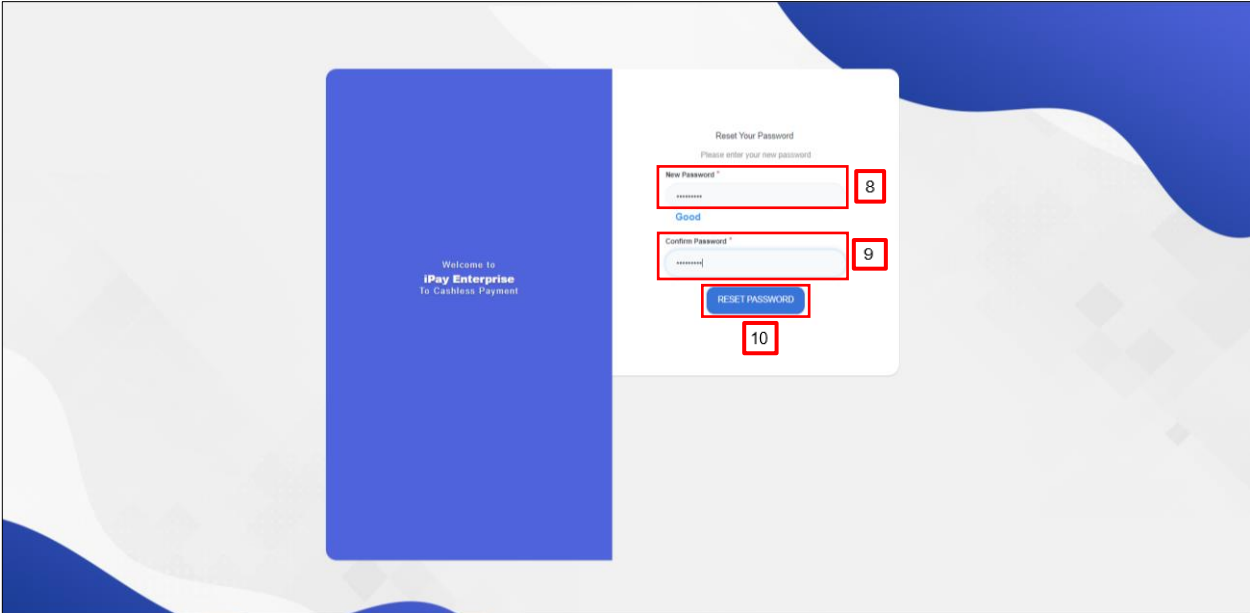 Welcome to
iPay Enterprise
To Cashless Payment
Reset Your Password
Please enter your new password
New Password *
•••••••••
8
Good
Confirm Password *
•••••••••
9
RESET PASSWORD
10